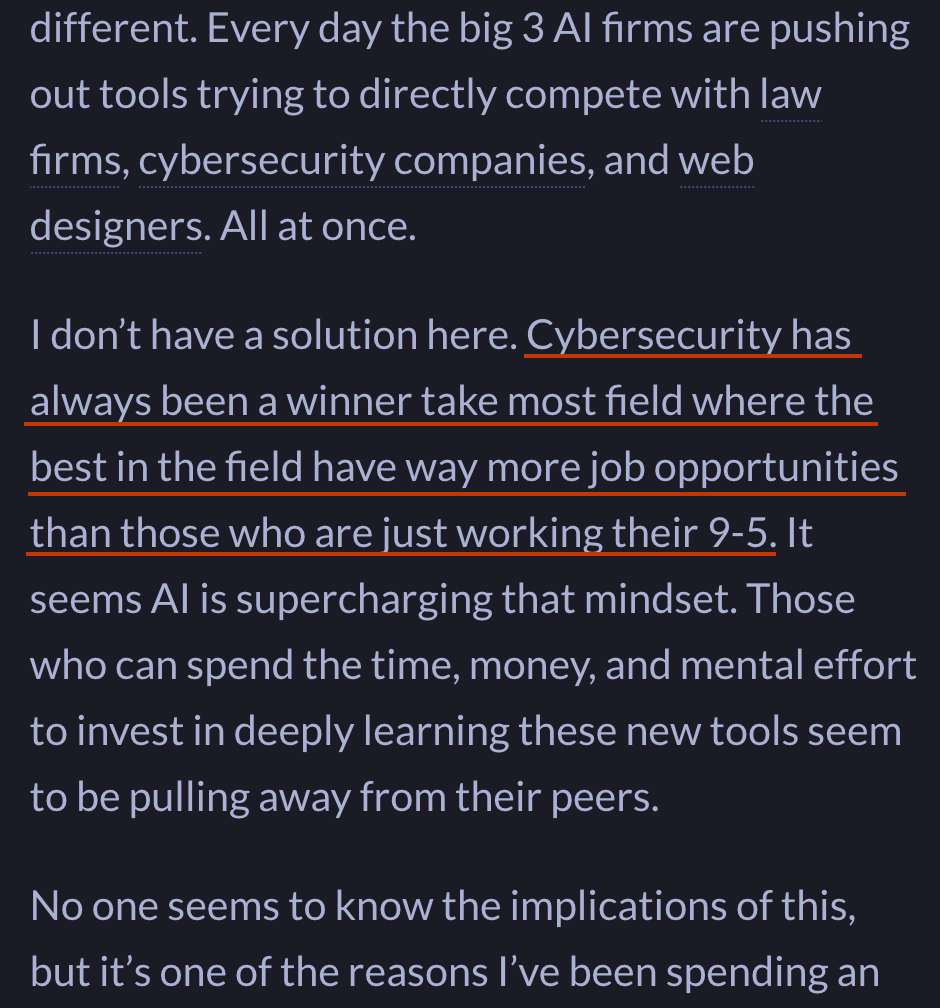 different. Every day the big 3 AI firms are pushing
out tools trying to directly compete with law
firms, cybersecurity companies, and web
designers. All at once.
I don’t have a solution here. Cybersecurity has
always been a winner take most field where the
best in the field have way more job opportunities
than those who are just working their 9-5. It
seems AI is supercharging that mindset. Those
who can spend the time, money, and mental effort
to invest in deeply learning these new tools seem
to be pulling away from their peers.
No one seems to know the implications of this,
but it’s one of the reasons I’ve been spending an